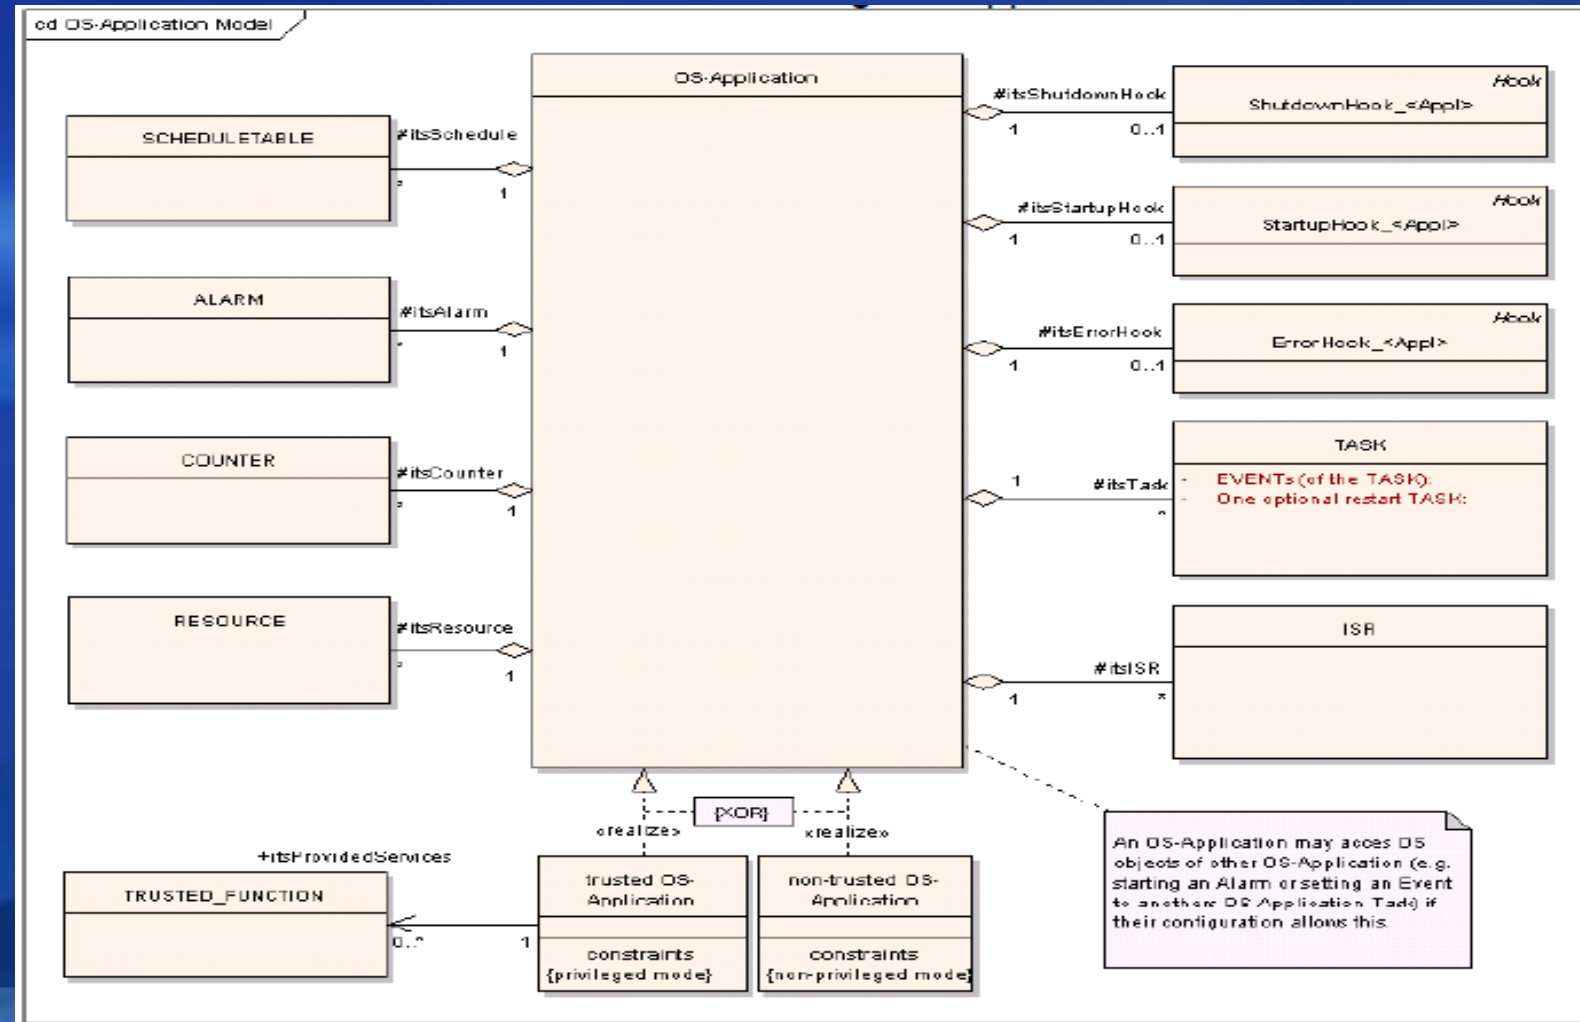 cd OS-Application Model
OS-Application
SCHEDULETABLE
#itsSchedule
*
1
ALARM
#itsAlarm
*
1
COUNTER
#itsCounter
*
1
RESOURCE
#itsResource
*
1
#itsShutdownHook
1
0..1
Hook
ShutdownHook_<Appl>
#itsStartupHook
1
0..1
Hook
StartupHook_<Appl>
#itsErrorHook
1
0..1
Hook
ErrorHook_<Appl>
1
#itsTask
*
TASK
- EVENTs (of the TASK):
- One optional restart TASK:
#itsISR
1
*
ISR
{XOR}
«realize»
«realize»
+itsProvidedServices
TRUSTED_FUNCTION
0..*
1
trusted OS-
Application
constraints
{privileged mode}
non-trusted OS-
Application
constraints
{non-privileged mode}
An OS-Application may acces OS
objects of other OS-Application (e.g.
starting an Alarm or setting an Event
to anothers OS-Application Task) if
their configuration allows this.